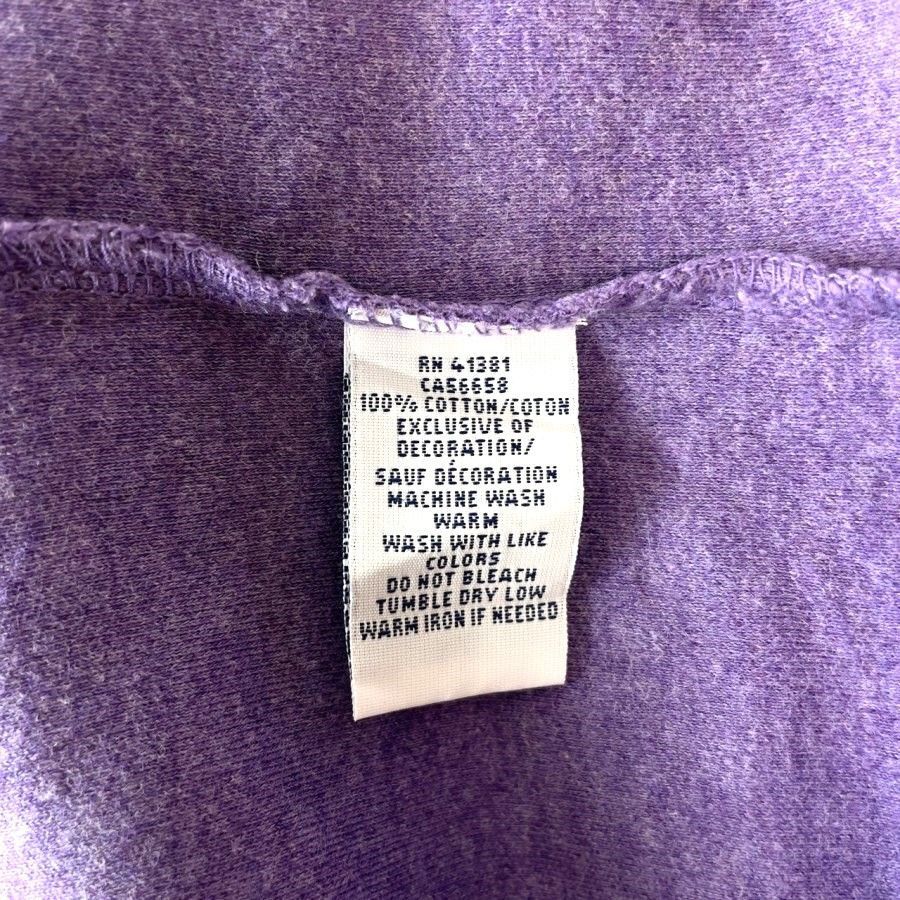 RN 41381
CA56658
100% COTTON/COTON
EXCLUSIVE OF
DECORATION/
SAUF DÉCORATION
MACHINE WASH
WARM
WASH WITH LIKE
COLORS
DO NOT BLEACH
TUMBLE DRY LOW
WARM IRON IF NEEDED